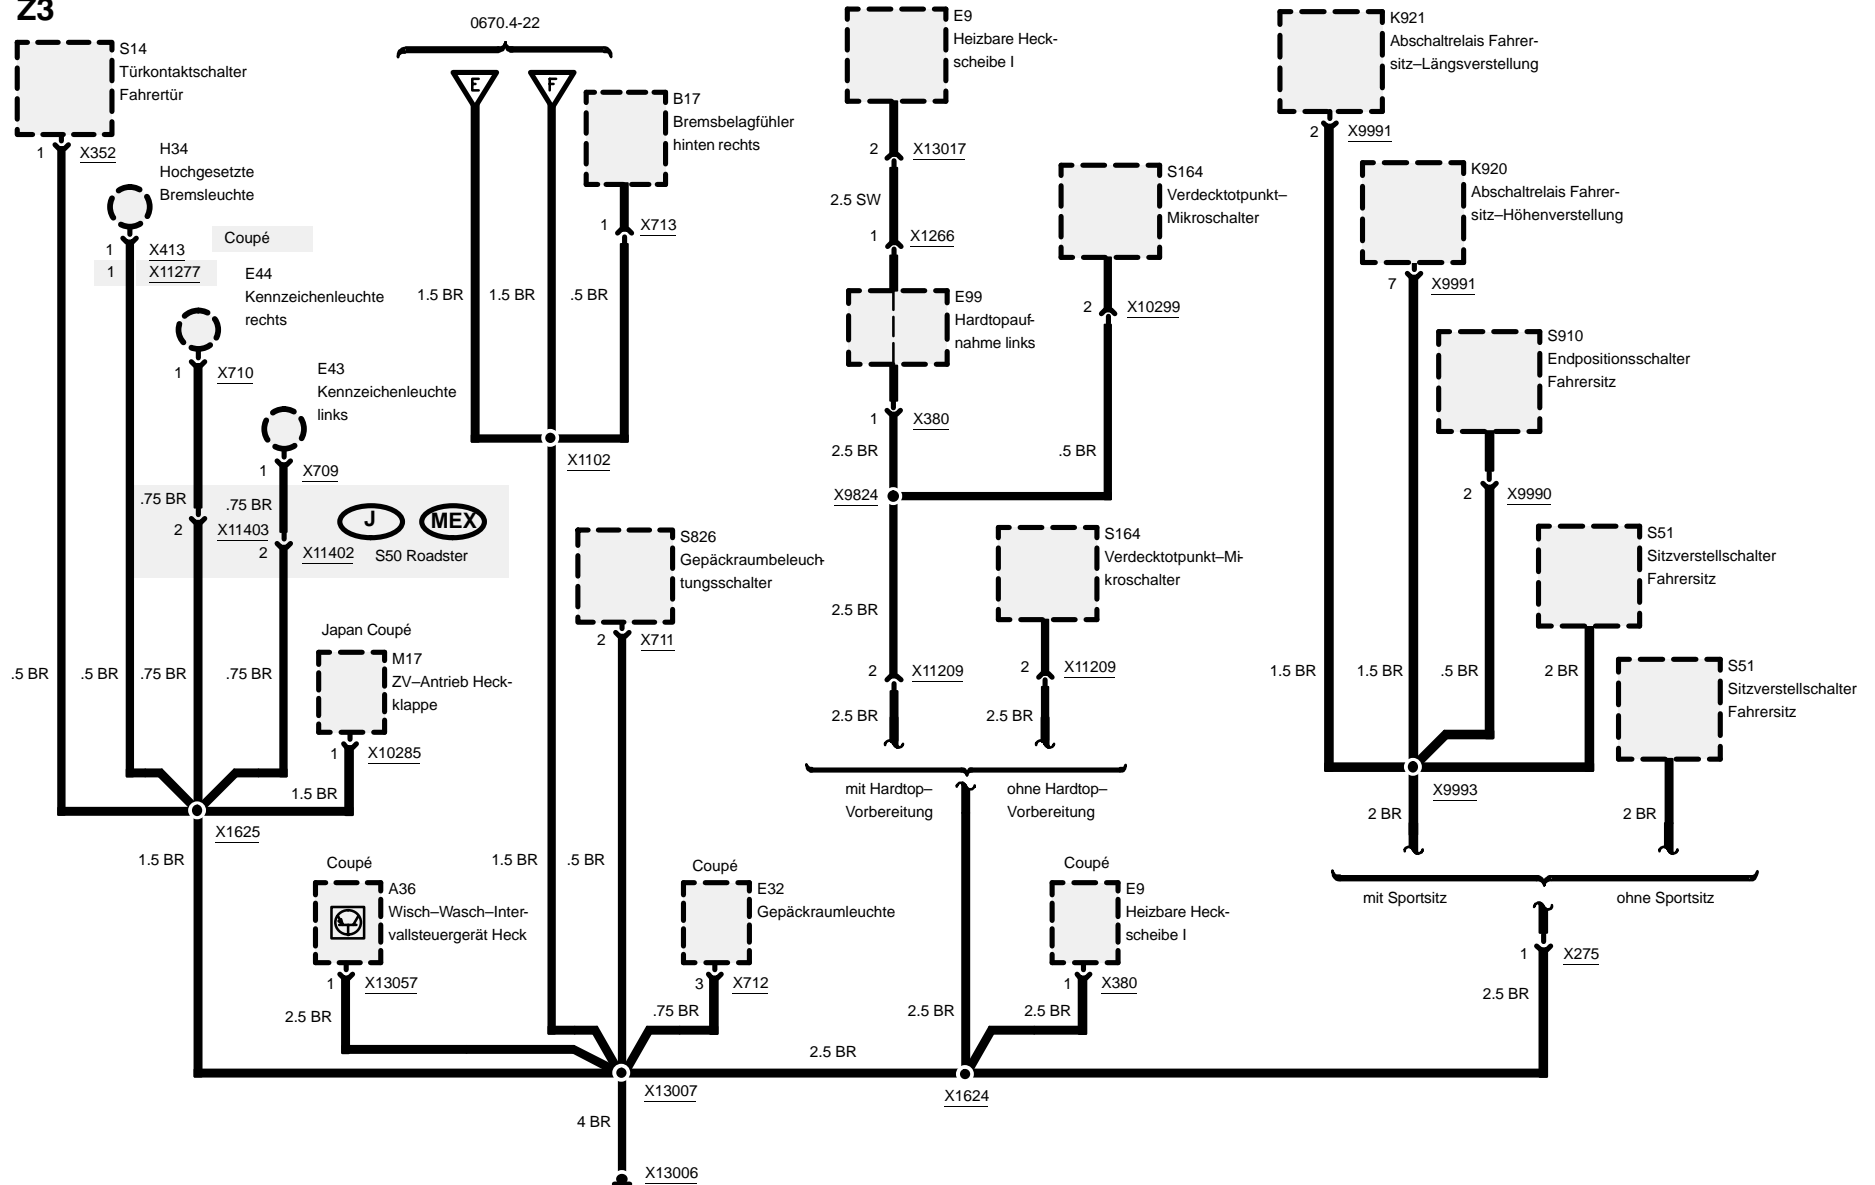 Z3
S14
Türkontaktschalter
Fahrertür
1
X352
H34
Hochgesetzte
Bremsleuchte
1
X413
Coupé
1
X11277
E44
Kennzeichenleuchte
rechts
1
X710
E43
Kennzeichenleuchte
links
1
X709
.75 BR
.75 BR
2
X11403
2
X11402
J
MEX
S50 Roadster
Japan Coupé
M17
ZV–Antrieb Heck-
klappe
1
X10285
.5 BR
.5 BR
.75 BR
.75 BR
1.5 BR
X1625
1.5 BR
0670.4-22
E
F
B17
Bremsbelagfühler
hinten rechts
1
X713
1.5 BR
1.5 BR
.5 BR
X1102
S826
Gepäckraumbeleuch-
tungsschalter
2
X711
1.5 BR
.5 BR
Coupé
A36
Wisch–Wasch–Inter-
vallsteuergerät Heck
1
X13057
2.5 BR
Coupé
E32
Gepäckraumleuchte
3
X712
.75 BR
E9
Heizbare Heck-
scheibe I
2
X13017
2.5 SW
1
X1266
E99
Hardtopauf-
nahme links
1
X380
2.5 BR
X9824
S164
Verdecktotpunkt–
Mikroschalter
2
X10299
.5 BR
S164
Verdecktotpunkt–Mi-
kroschalter
2.5 BR
2
X11209
2
X11209
2.5 BR
2.5 BR
mit Hardtop–
Vorbereitung
ohne Hardtop–
Vorbereitung
Coupé
E9
Heizbare Heck-
scheibe I
1
X380
2.5 BR
2.5 BR
K921
Abschaltrelais Fahrer-
sitz–Längsverstellung
2
X9991
K920
Abschaltrelais Fahrer-
sitz–Höhenverstellung
7
X9991
S910
Endpositionsschalter
Fahrersitz
2
X9990
S51
Sitzverstellschalter
Fahrersitz
S51
Sitzverstellschalter
Fahrersitz
1.5 BR
1.5 BR
.5 BR
2 BR
X9993
2 BR
2 BR
mit Sportsitz
ohne Sportsitz
1
X275
2.5 BR
2.5 BR
X13007
X1624
4 BR
X13006